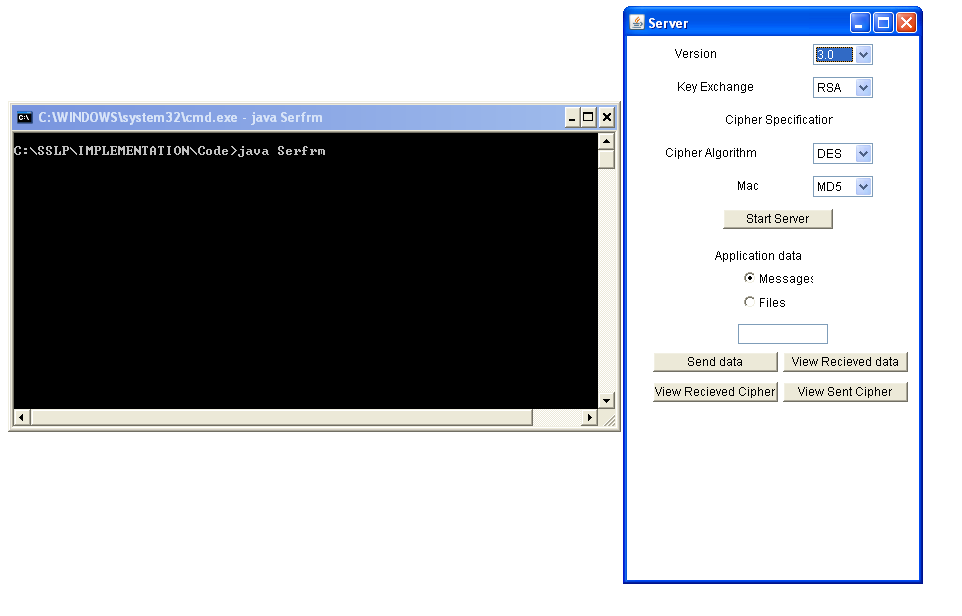 C:\WINDOWS\system32\cmd.exe - java Serfrm
C:\SSLP\IMPLEMENTATION\Code>java Serfrm
Server
Version 3.0
Key Exchange RSA
Cipher Specification
Cipher Algorithm DES
Mac MD5
Start Server
Application data
Messages
Files
Send data View Recieved data
View Recieved Cipher View Sent Cipher